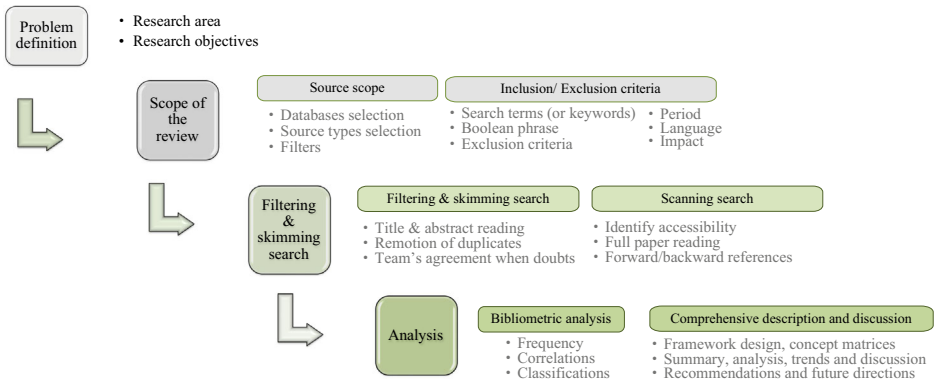 Problem
definition
• Research area
• Research objectives
Scope of
the
review
Source scope
• Databases selection
• Source types selection
• Filters
Inclusion/ Exclusion criteria
• Search terms (or keywords)
• Boolean phrase
• Exclusion criteria
• Period
• Language
• Impact
Filtering
&
skimming
search
Filtering & skimming search
• Title & abstract reading
• Remotion of duplicates
• Team’s agreement when doubts
Scanning search
• Identify accessibility
• Full paper reading
• Forward/backward references
Analysis
Bibliometric analysis
• Frequency
• Correlations
• Classifications
Comprehensive description and discussion
• Framework design, concept matrices
• Summary, analysis, trends and discussion
• Recommendations and future directions